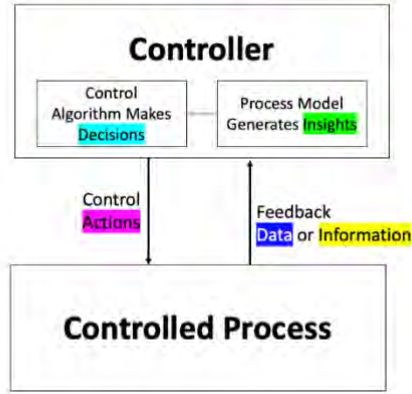 Controller
Control
Algorithm Makes
Decisions
Process Model
Generates Insights
Control
Actions
Feedback
Data or Information
Controlled Process